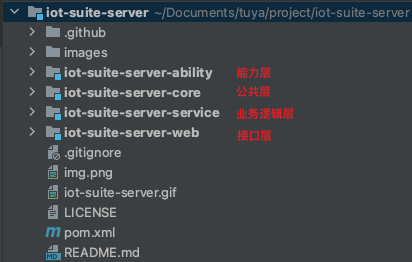 iot-suite-server ~/Documents/tuya/project/iot-suite-server
.github
images
iot-suite-server-ability 能力层
iot-suite-server-core 公共层
iot-suite-server-service 业务逻辑层
iot-suite-server-web 接口层
.gitignore
img.png
iot-suite-server.gif
LICENSE
pom.xml
README.md